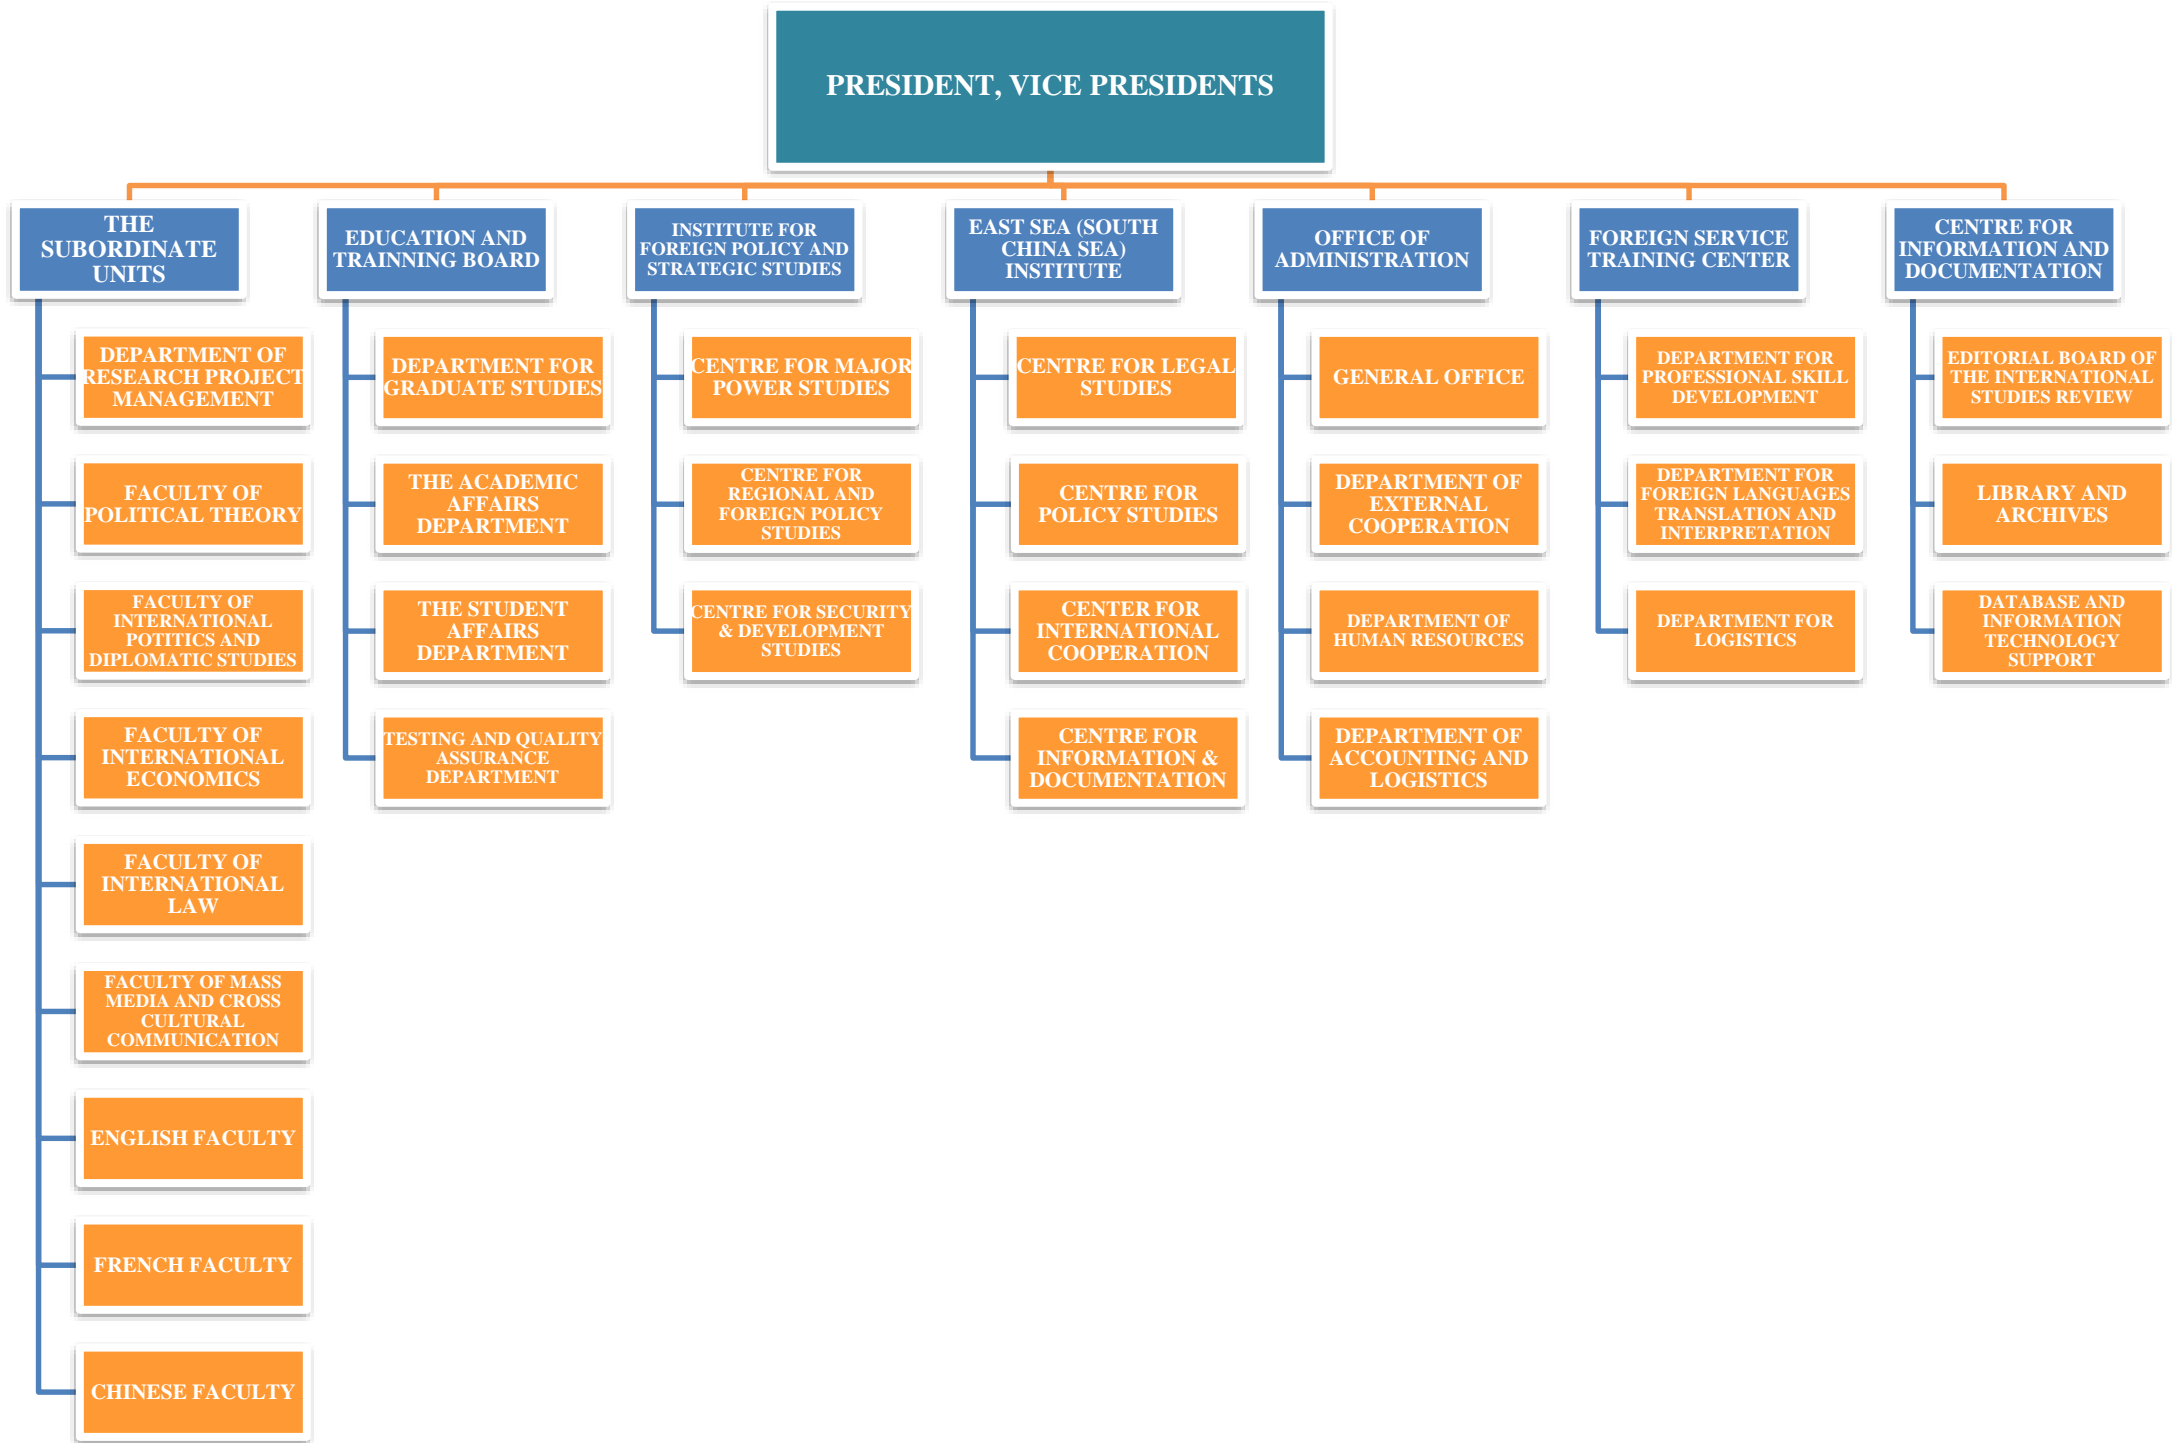 PRESIDENT, VICE PRESIDENTS
THE
SUBORDINATE
UNITS
EDUCATION AND
TRAINNING BOARD
INSTITUTE FOR
FOREIGN POLICY AND
STRATEGIC STUDIES
EAST SEA (SOUTH
CHINA SEA)
INSTITUTE
OFFICE OF
ADMINISTRATION
FOREIGN SERVICE
TRAINING CENTER
CENTRE FOR
INFORMATION AND
DOCUMENTATION
DEPARTMENT OF
RESEARCH PROJECT
MANAGEMENT
FACULTY OF
POLITICAL THEORY
FACULTY OF
INTERNATIONAL
POTITICS AND
DIPLOMATIC STUDIES
FACULTY OF
INTERNATIONAL
ECONOMICS
FACULTY OF
INTERNATIONAL
LAW
FACULTY OF MASS
MEDIA AND CROSS
CULTURAL
COMMUNICATION
ENGLISH FACULTY
FRENCH FACULTY
CHINESE FACULTY
DEPARTMENT FOR
GRADUATE STUDIES
THE ACADEMIC
AFFAIRS
DEPARTMENT
THE STUDENT
AFFAIRS
DEPARTMENT
TESTING AND QUALITY
ASSURANCE
DEPARTMENT
CENTRE FOR MAJOR
POWER STUDIES
CENTRE FOR
REGIONAL AND
FOREIGN POLICY
STUDIES
CENTRE FOR SECURITY
& DEVELOPMENT
STUDIES
CENTRE FOR LEGAL
STUDIES
CENTRE FOR
POLICY STUDIES
CENTER FOR
INTERNATIONAL
COOPERATION
CENTRE FOR
INFORMATION &
DOCUMENTATION
GENERAL OFFICE
DEPARTMENT OF
EXTERNAL
COOPERATION
DEPARTMENT OF
HUMAN RESOURCES
DEPARTMENT OF
ACCOUNTING AND
LOGISTICS
DEPARTMENT FOR
PROFESSIONAL SKILL
DEVELOPMENT
DEPARTMENT FOR
FOREIGN LANGUAGES
TRANSLATION AND
INTERPRETATION
DEPARTMENT FOR
LOGISTICS
EDITORIAL BOARD OF
THE INTERNATIONAL
STUDIES REVIEW
LIBRARY AND
ARCHIVES
DATABASE AND
INFORMATION
TECHNOLOGY
SUPPORT